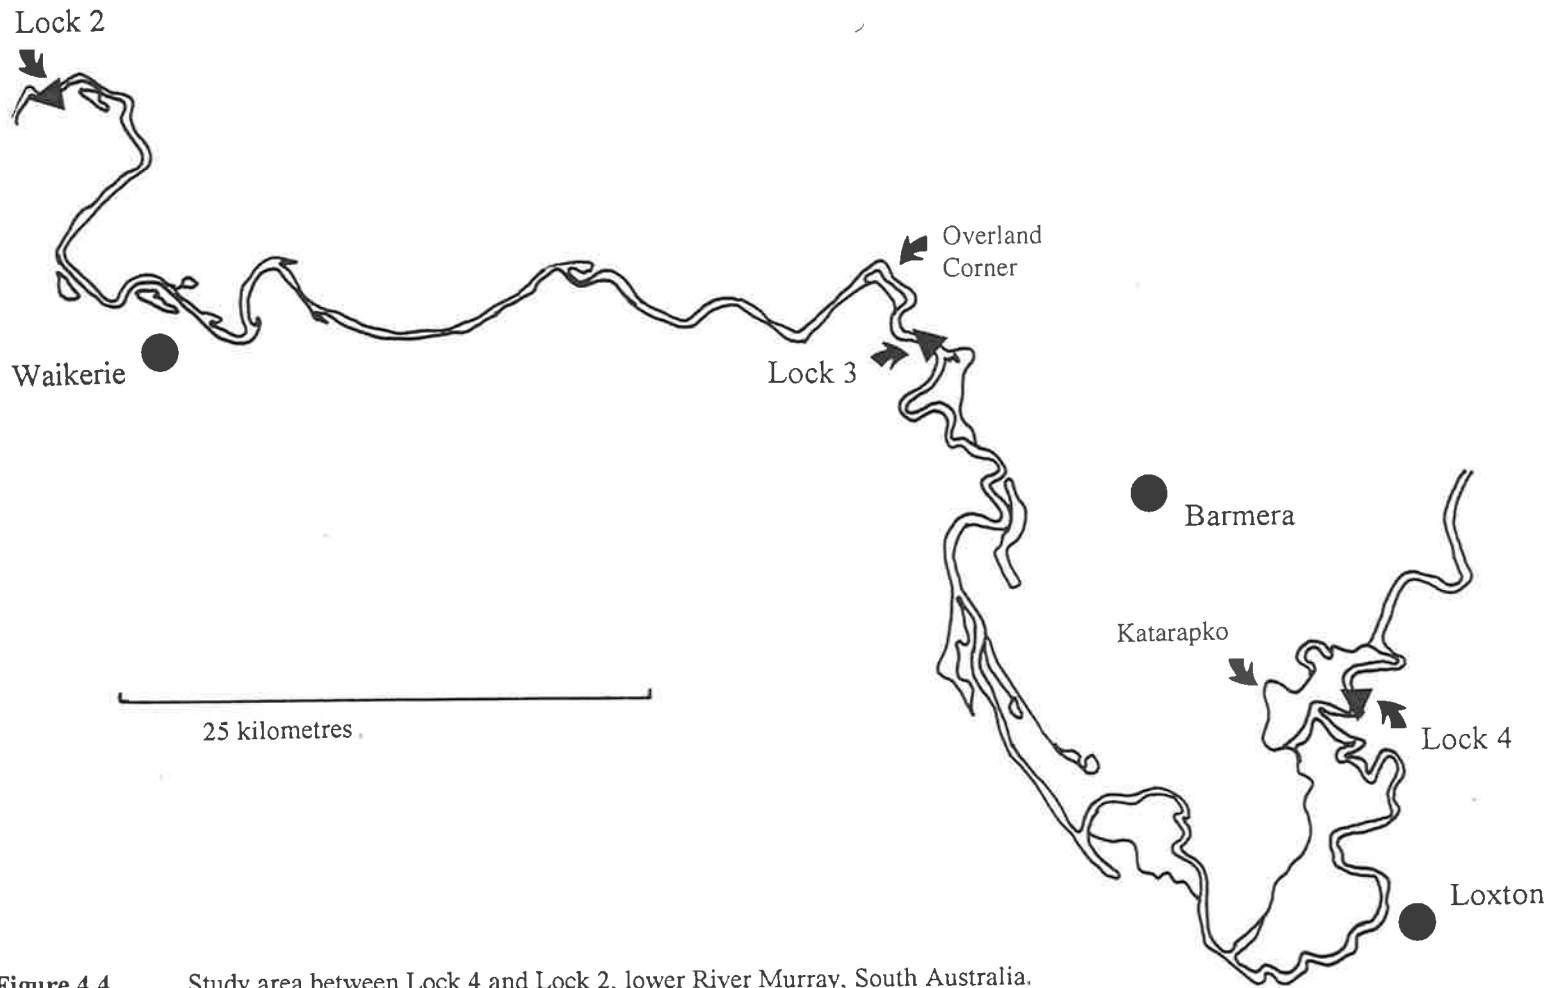 Lock 2
Overland
Corner
Lock 3
Waikerie
Barmera
Katarapko
25 kilometres
Lock 4
Loxton
Figure 4.4 Study area between Lock 4 and Lock 2, lower River Murray, South Australia.